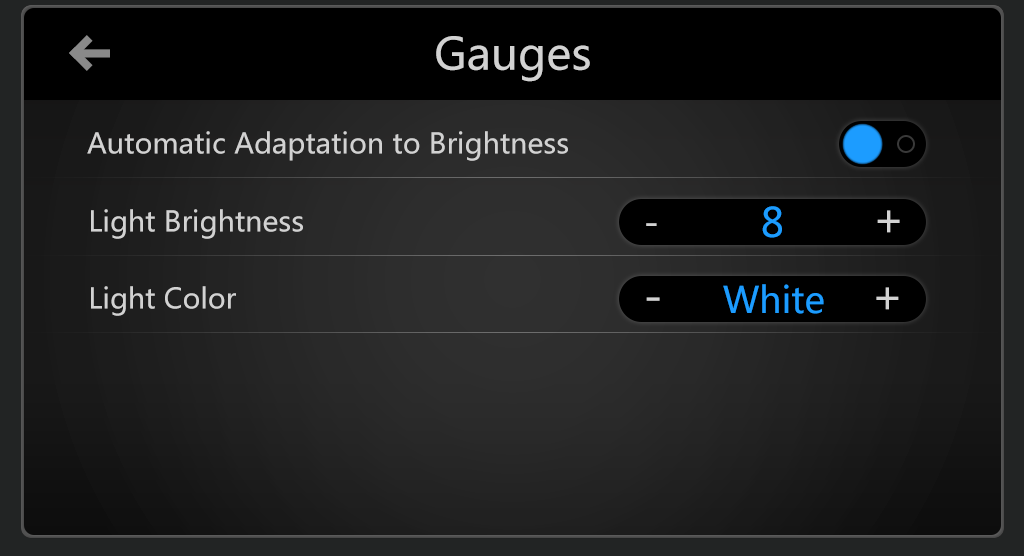 Gauges
Automatic Adaptation to Brightness
Light Brightness - 8 +
Light Color - White +